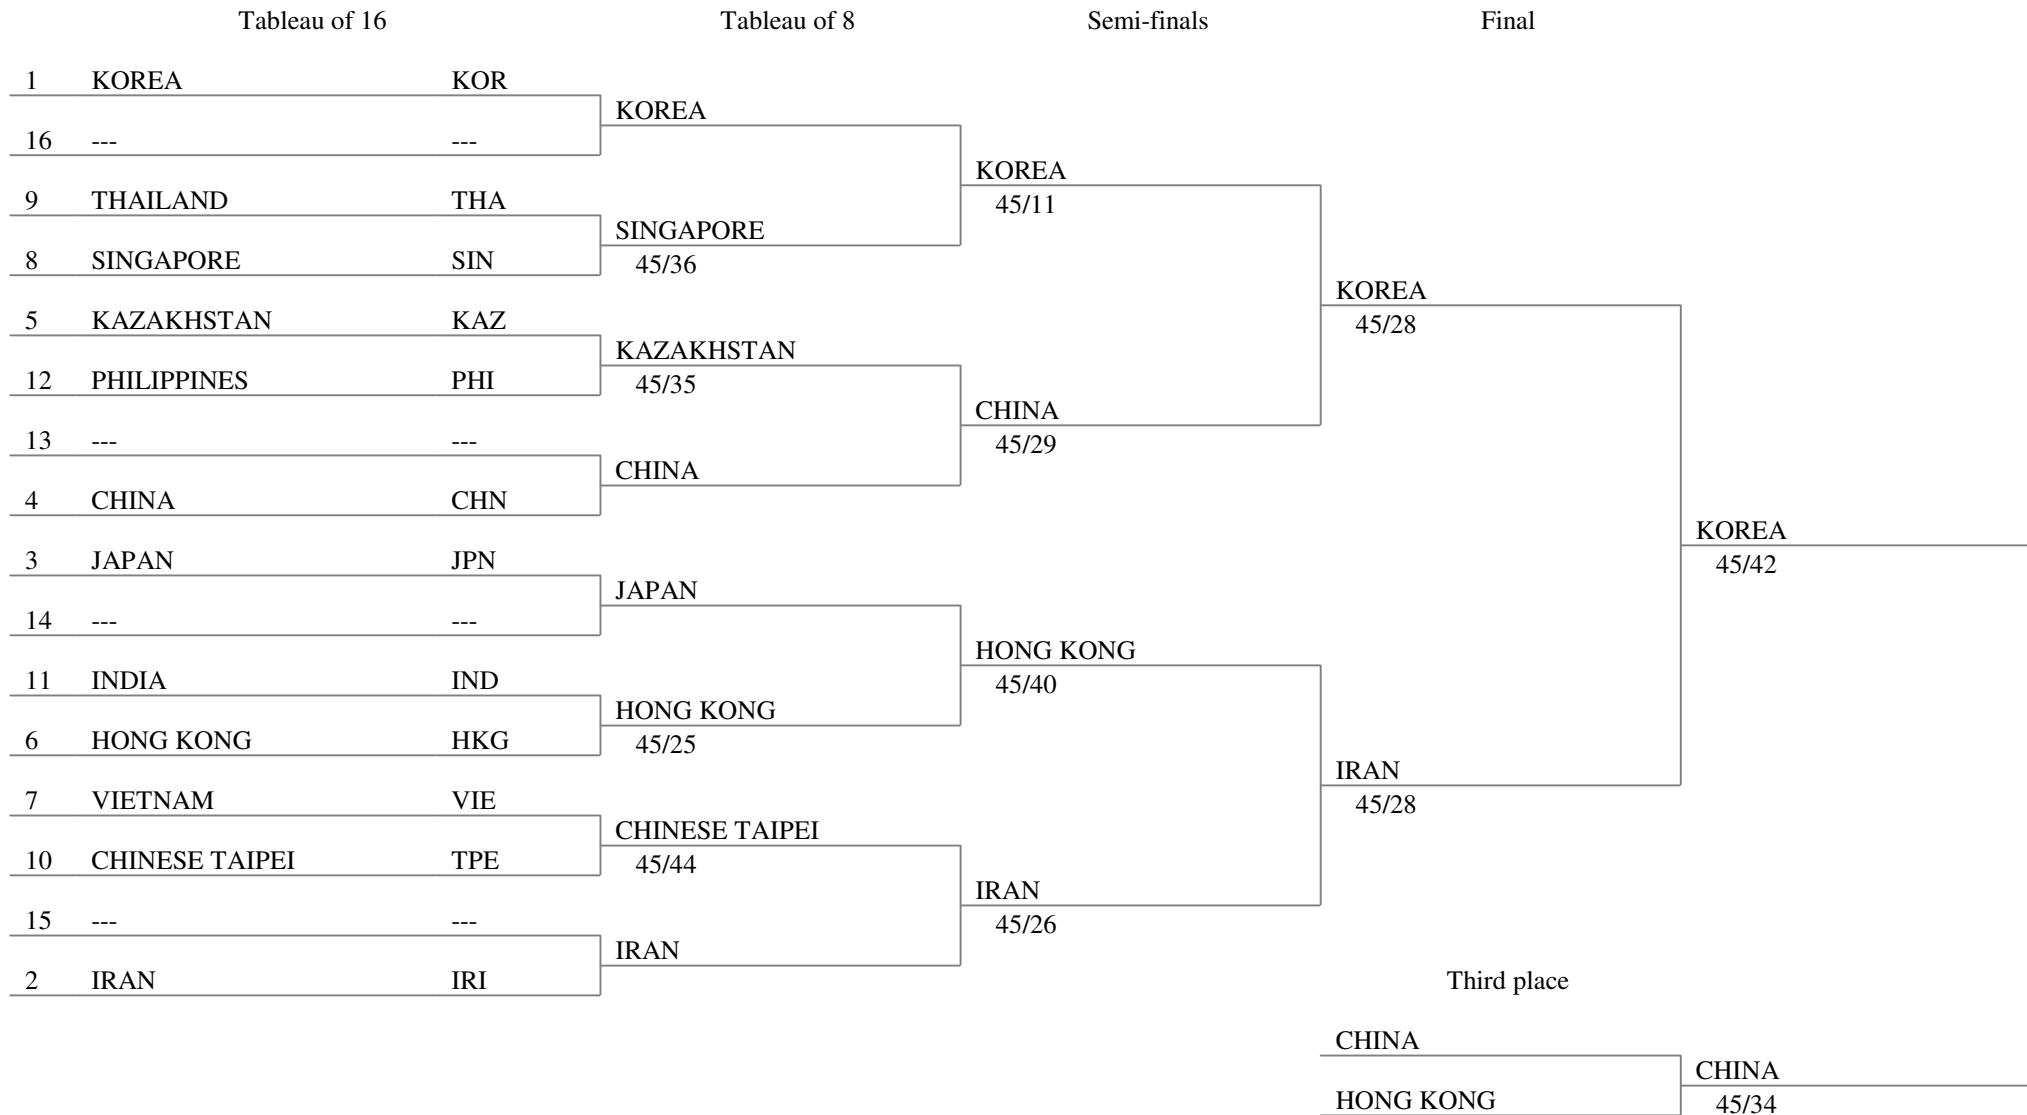 Tableau of 16 Tableau of 8 Semi-finals Final
1 KOREA KOR
KOREA
16 --- ---
KOREA
9 THAILAND THA
45/11
SINGAPORE
8 SINGAPORE SIN
45/36
KOREA
5 KAZAKHSTAN KAZ
45/28
KAZAKHSTAN
12 PHILIPPINES PHI
45/35
CHINA
13 --- ---
45/29
CHINA
4 CHINA CHN
KOREA
3 JAPAN JPN
45/42
JAPAN
14 --- ---
HONG KONG
11 INDIA IND
45/40
HONG KONG
6 HONG KONG HKG
45/25
IRAN
7 VIETNAM VIE
45/28
CHINESE TAIPEI
10 CHINESE TAIPEI TPE
45/44
IRAN
15 --- ---
45/26
IRAN
2 IRAN IRI
Third place
CHINA
CHINA
HONG KONG
45/34